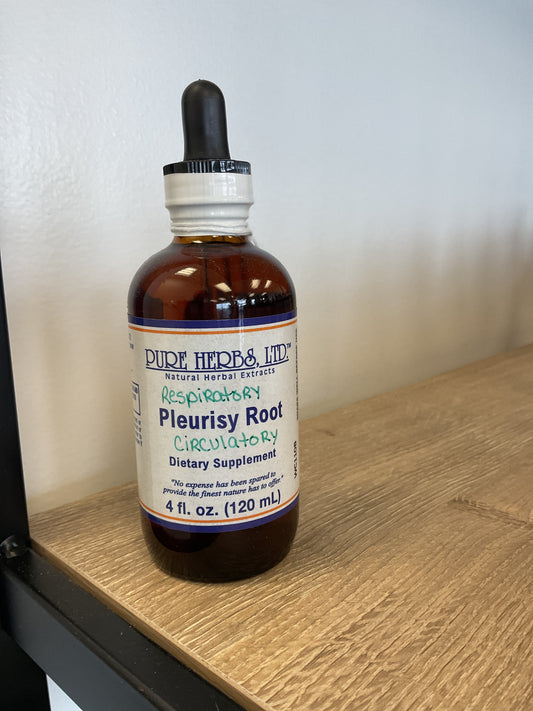 PURE HERBS, LTD.™
Natural Herbal Extracts
Respiratory
Pleurisy Root
Circulatory
Dietary Supplement
"No expense has been spared to
provide the finest nature has to offer."
4 fl. oz. (120 mL)